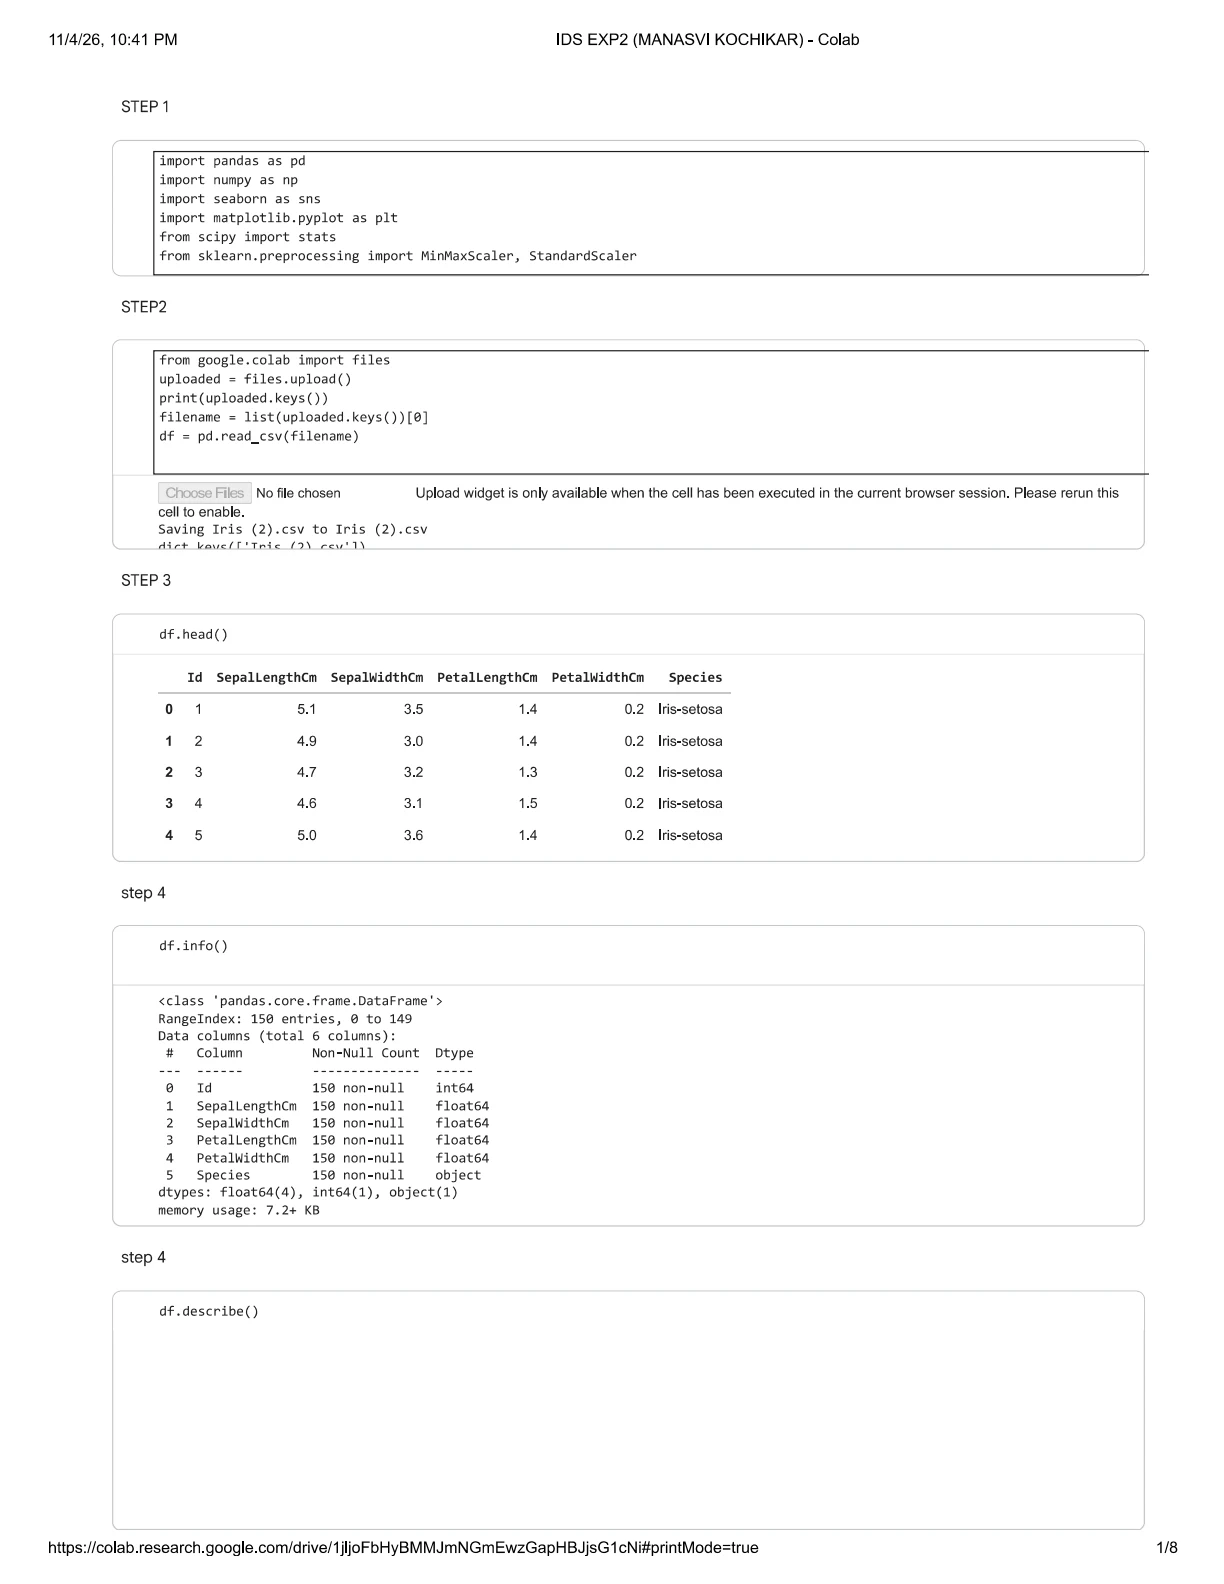 11/4/26, 10:41 PM IDS EXP2 (MANASVI KOCHIKAR) - Colab
STEP 1
import pandas as pd
import numpy as np
import seaborn as sns
import matplotlib.pyplot as plt
from scipy import stats
from sklearn.preprocessing import MinMaxScaler, StandardScaler
STEP2
from google.colab import files
uploaded = files.upload()
print(uploaded.keys())
filename = list(uploaded.keys())[0]
df = pd.read_csv(filename)
Choose Files No file chosen Upload widget is only available when the cell has been executed in the current browser session. Please rerun this
cell to enable.
Saving Iris (2).csv to Iris (2).csv
dict_keys(['Iris (2).csv'])
STEP 3
df.head()
Id SepalLengthCm SepalWidthCm PetalLengthCm PetalWidthCm Species
0 1 5.1 3.5 1.4 0.2 Iris-setosa
1 2 4.9 3.0 1.4 0.2 Iris-setosa
2 3 4.7 3.2 1.3 0.2 Iris-setosa
3 4 4.6 3.1 1.5 0.2 Iris-setosa
4 5 5.0 3.6 1.4 0.2 Iris-setosa
step 4
df.info()
<class 'pandas.core.frame.DataFrame'>
RangeIndex: 150 entries, 0 to 149
Data columns (total 6 columns):
# Column Non-Null Count Dtype
--- ------ -------------- -----
0 Id 150 non-null int64
1 SepalLengthCm 150 non-null float64
2 SepalWidthCm 150 non-null float64
3 PetalLengthCm 150 non-null float64
4 PetalWidthCm 150 non-null float64
5 Species 150 non-null object
dtypes: float64(4), int64(1), object(1)
memory usage: 7.2+ KB
step 4
df.describe()
https://colab.research.google.com/drive/1jljoFbHyBMMJmNGmEwzGapHBJjsG1cNi#printMode=true 1/8